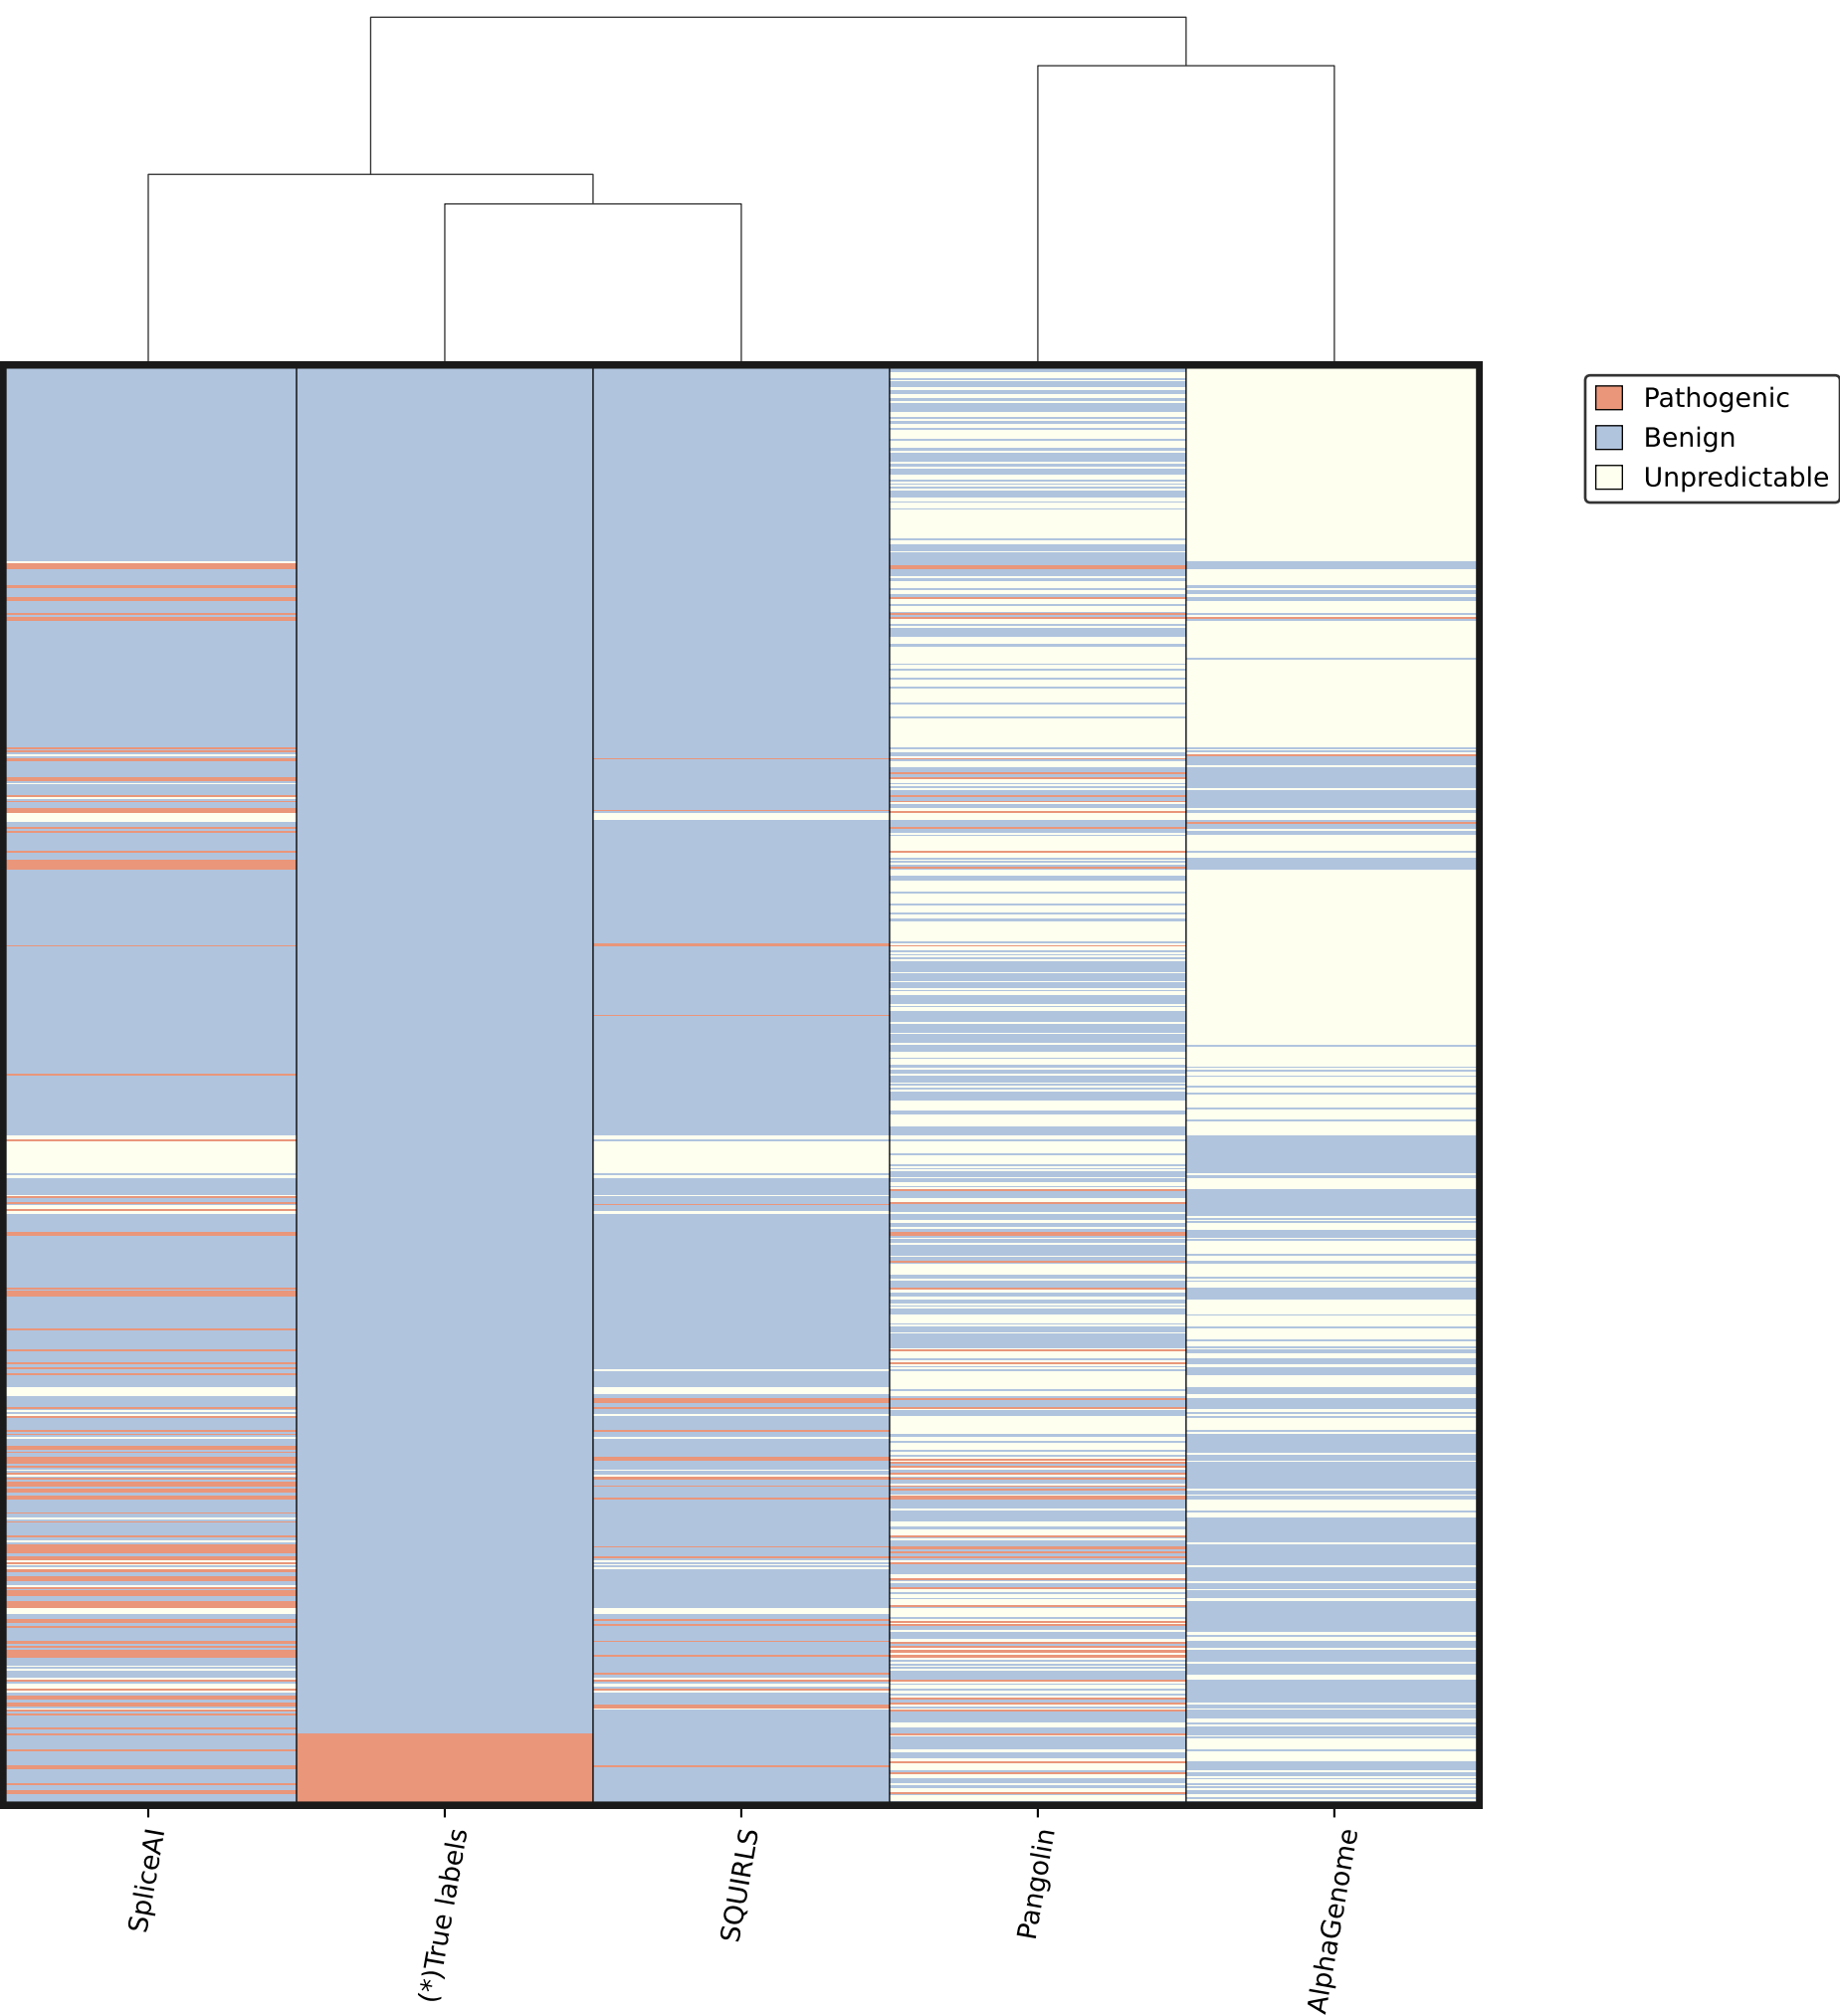 Pathogenic
Benign
Unpredictable
SpliceAI
(*)True labels
SQUIRLS
Pangolin
AlphaGenome